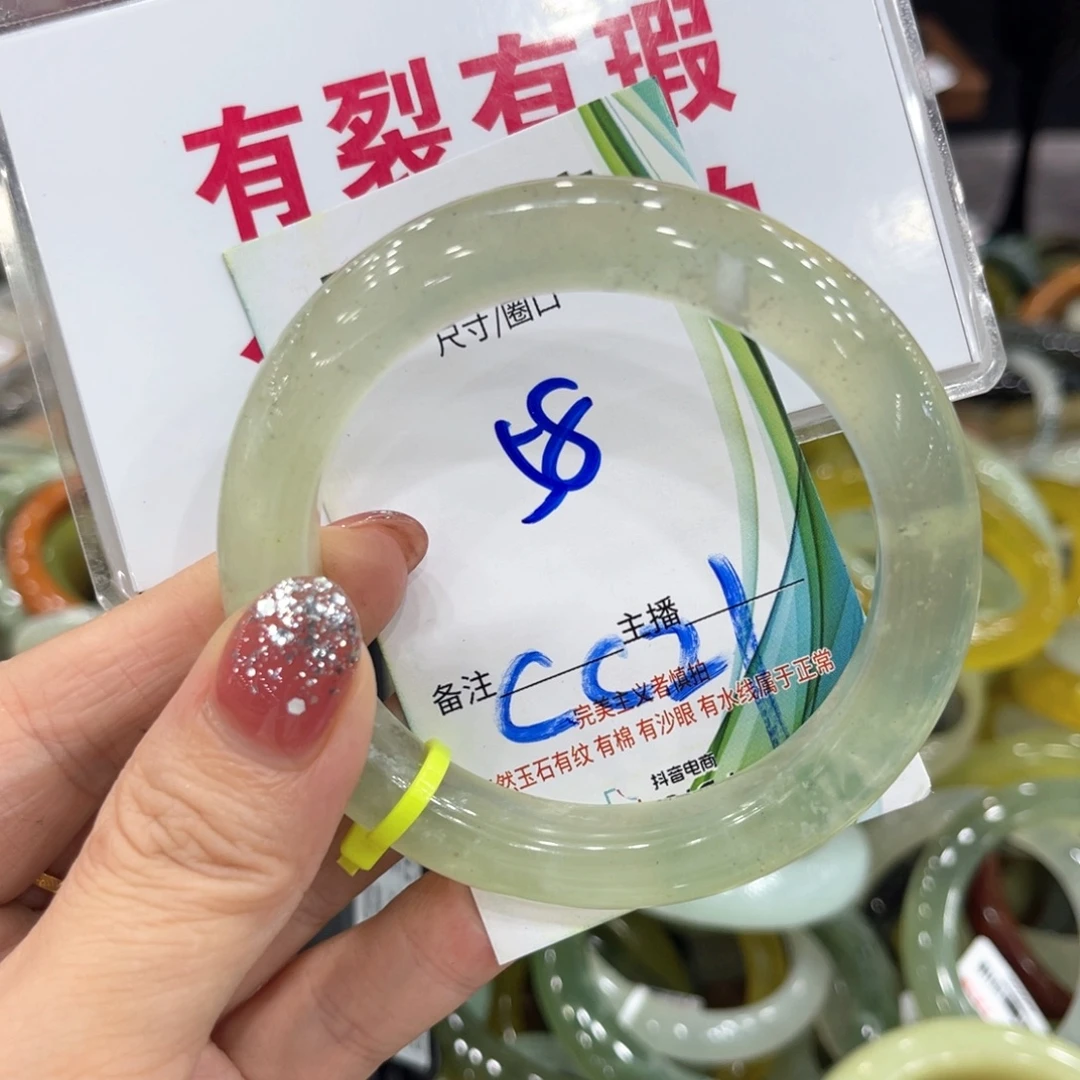 有裂有瑕
尺寸/圈口
主播
备注
CC21
完美主义者慎拍
然玉石有纹 有棉 有沙眼 有水线属于正常
抖音电商